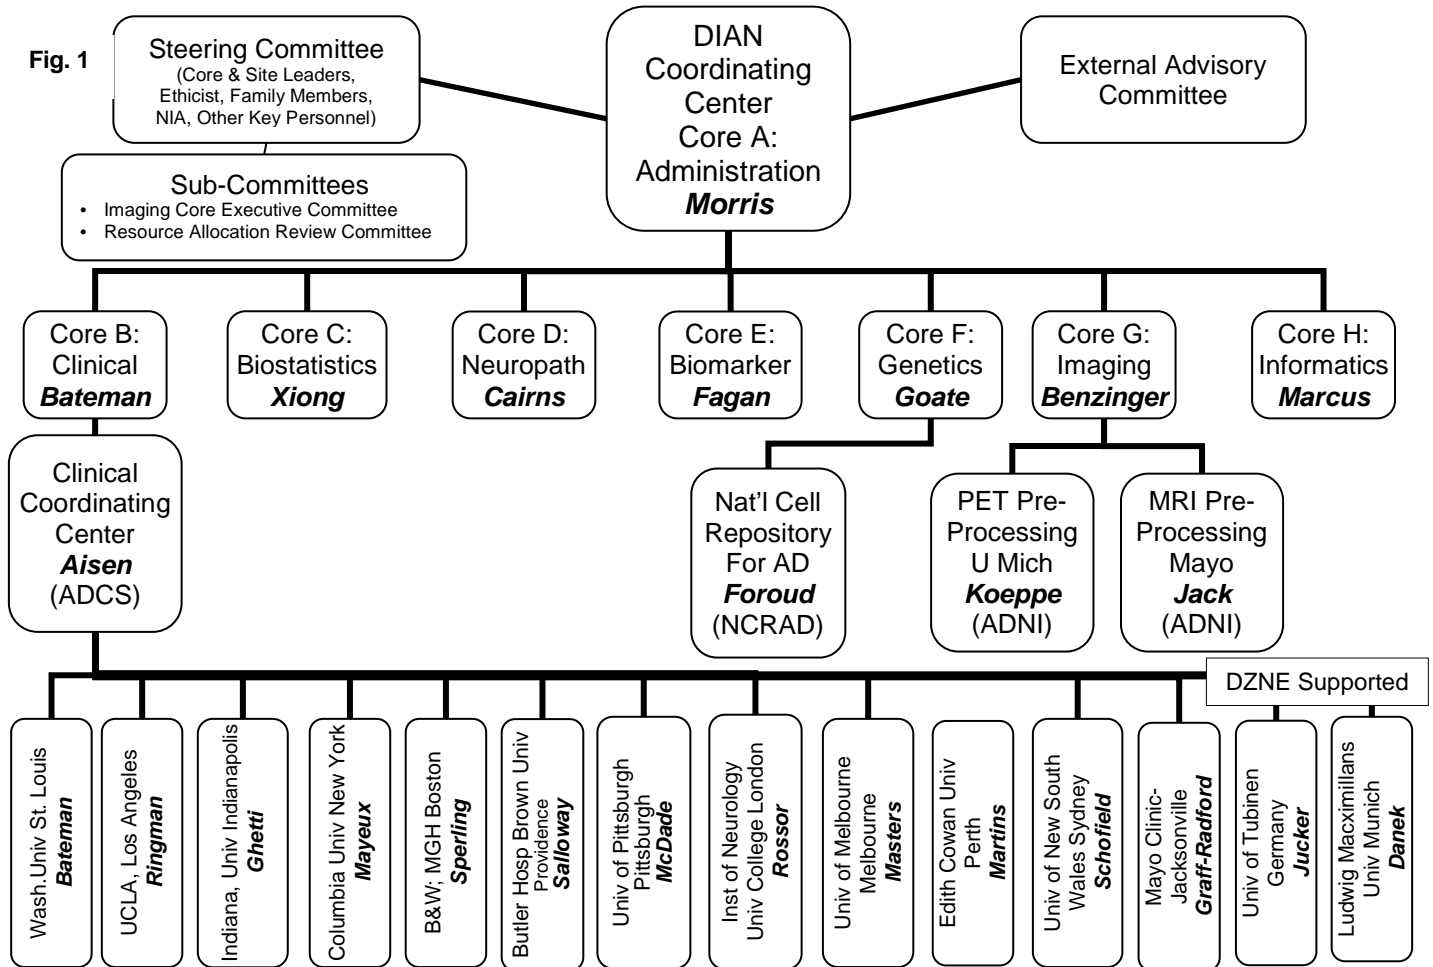 Fig. 1
Steering Committee
(Core & Site Leaders,
Ethicist, Family Members,
NIA, Other Key Personnel)
DIAN
Coordinating
Center
Core A:
Administration
Morris
External Advisory
Committee
Sub-Committees
• Imaging Core Executive Committee
• Resource Allocation Review Committee
Core B:
Clinical
Bateman
Core C:
Biostatistics
Xiong
Core D:
Neuropath
Cairns
Core E:
Biomarker
Fagan
Core F:
Genetics
Goate
Core G:
Imaging
Benzinger
Core H:
Informatics
Marcus
Clinical
Coordinating
Center
Aisen
(ADCS)
Nat’l Cell
Repository
For AD
Foroud
(NCRAD)
PET Pre-
Processing
U Mich
Koeppe
(ADNI)
MRI Pre-
Processing
Mayo
Jack
(ADNI)
DZNE Supported
Wash.Univ St. Louis
Bateman
UCLA, Los Angeles
Ringman
Indiana, Univ Indianapolis
Ghetti
Columbia Univ New York
Mayeux
B&W; MGH Boston
Sperling
Butler Hosp Brown Univ
Providence
Salloway
Univ of Pittsburgh
Pittsburgh
McDade
Inst of Neurology
Univ College London
Rossor
Univ of Melbourne
Melbourne
Masters
Edith Cowan Univ
Perth
Martins
Univ of New South
Wales Sydney
Schofield
Mayo Clinic-
Jacksonville
Graff-Radford
Univ of Tubinen
Germany
Jucker
Ludwig Macximillians
Univ Munich
Danek